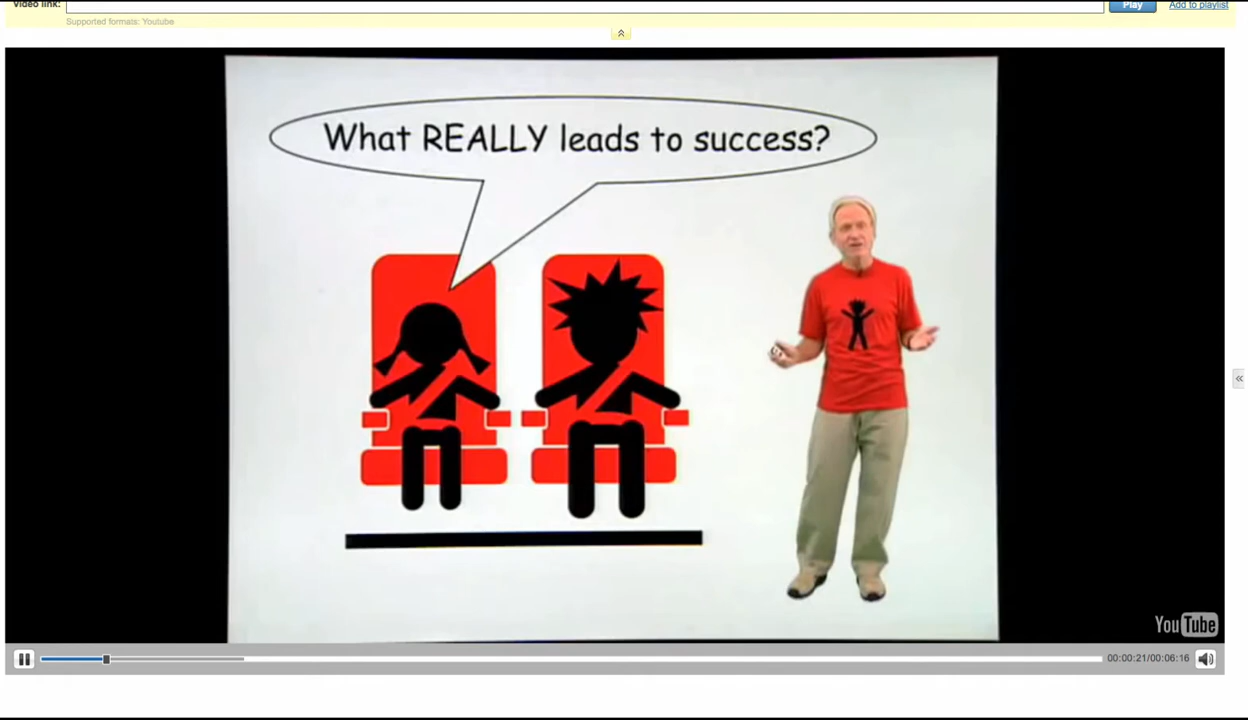 Video link:
Play
Add to playlist
Supported formats: Youtube
What REALLY leads to success?
YouTube
00:00:21/00:06:16